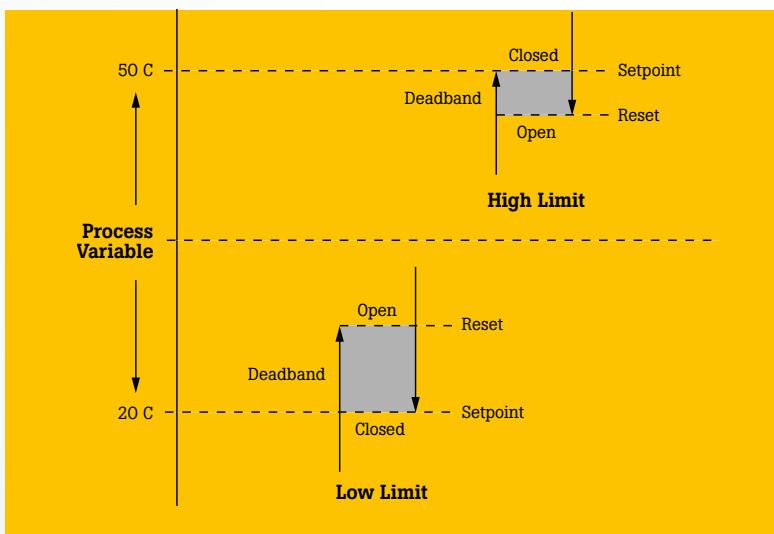 Closed
50 C
Setpoint
Deadband
Reset
Open
High Limit
Process
Variable
Open
Reset
Deadband
20 C
Setpoint
Closed
Low Limit